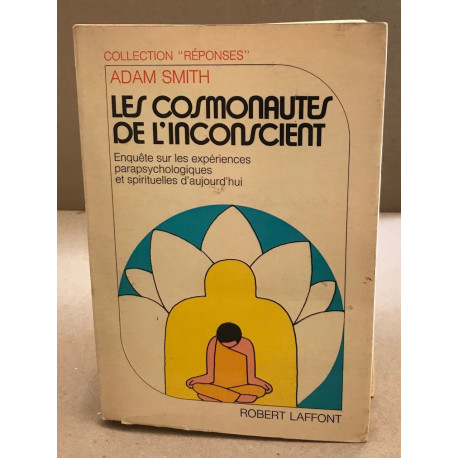 COLLECTION "RÉPONSES"
ADAM SMITH
LES COSMONAUTES
DE L'INCONSCIENT
Enquête sur les expériences
parapsychologiques
et spirituelles d'aujourd'hui
ROBERT LAFFONT